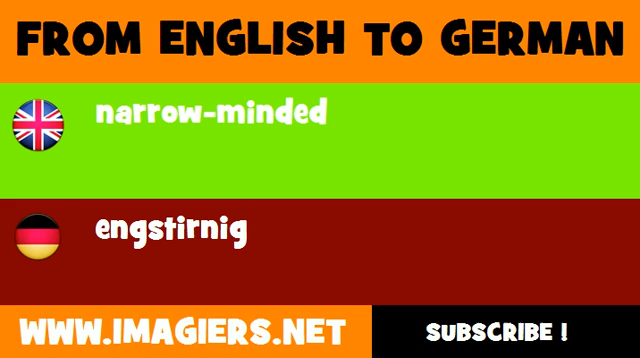 FROM ENGLISH TO GERMAN
narrow-minded
engstirnig
WWW.IMAGIERS.NET
SUBSCRIBE !